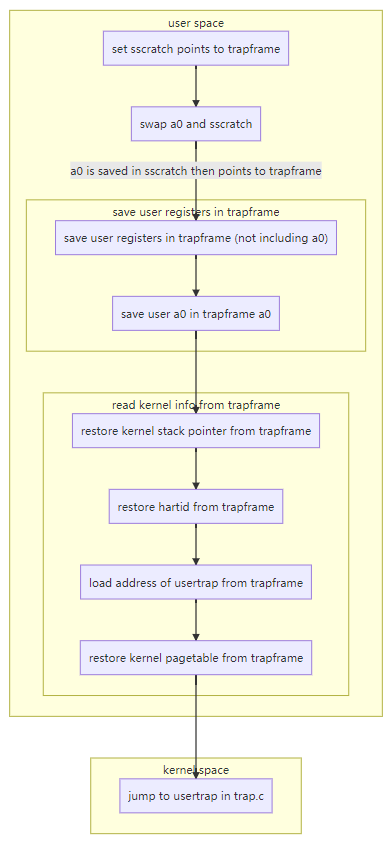 user space
set sscratch points to trapframe
swap a0 and sscratch
a0 is saved in sscratch then points to trapframe
save user registers in trapframe
save user registers in trapframe (not including a0)
save user a0 in trapframe a0
read kernel info from trapframe
restore kernel stack pointer from trapframe
restore hartid from trapframe
load address of usertrap from trapframe
restore kernel pagetable from trapframe
kernel space
jump to usertrap in trap.c